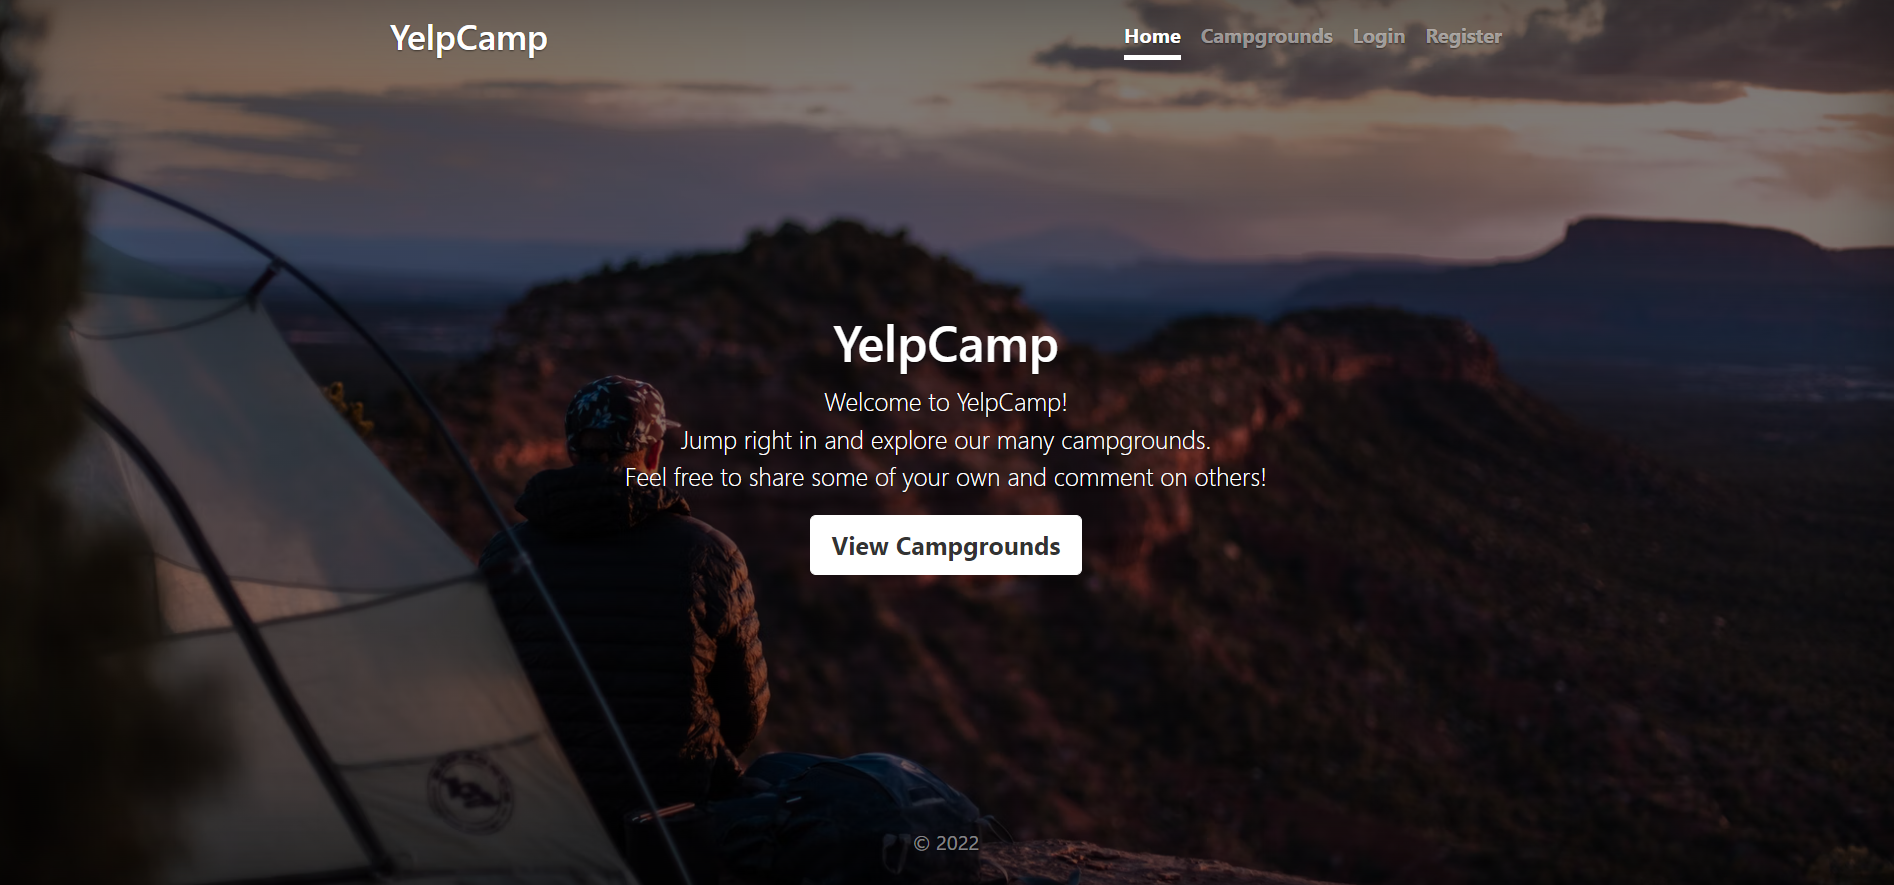 YelpCamp
Home Campgrounds Login Register
YelpCamp
Welcome to YelpCamp!
Jump right in and explore our many campgrounds.
Feel free to share some of your own and comment on others!
View Campgrounds
© 2022